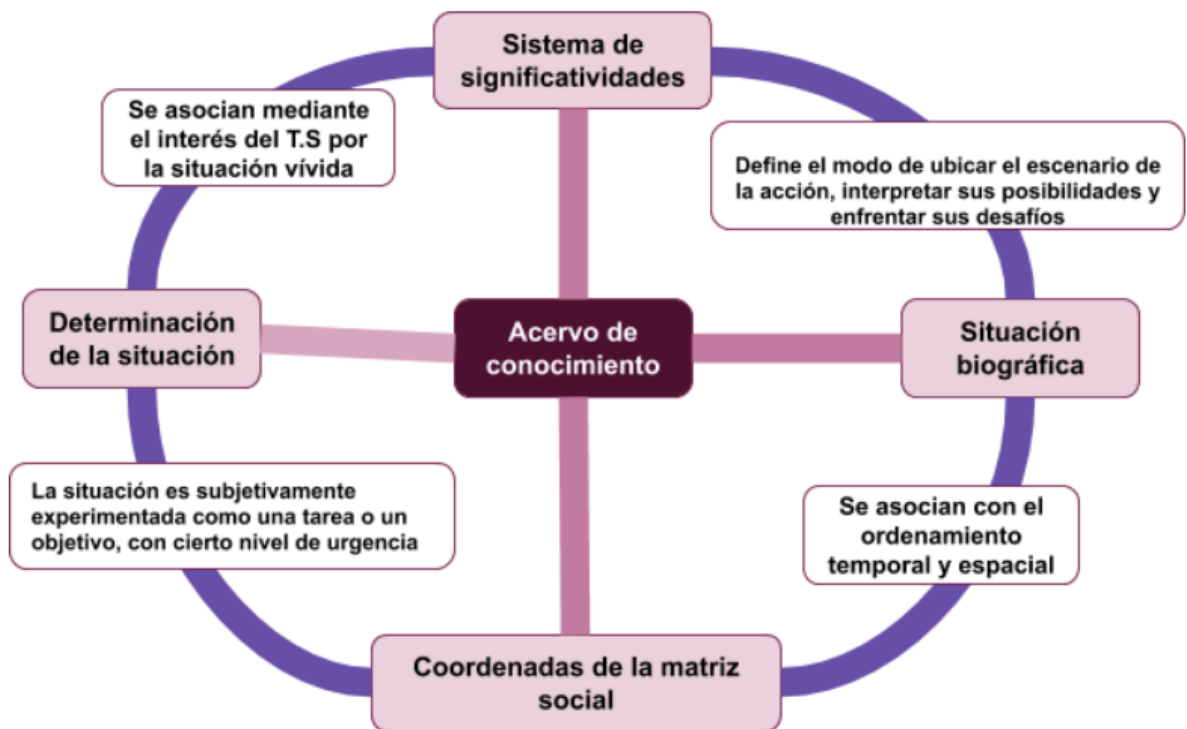 Sistema de
significatividades
Se asocian mediante
el interés del T.S por
la situación vívida
Define el modo de ubicar el escenario de
la acción, interpretar sus posibilidades y
enfrentar sus desafíos
Determinación
de la situación
Acervo de
conocimiento
Situación
biográfica
La situación es subjetivamente
experimentada como una tarea o un
objetivo, con cierto nivel de urgencia
Se asocian con el
ordenamiento
temporal y espacial
Coordenadas de la matriz
social